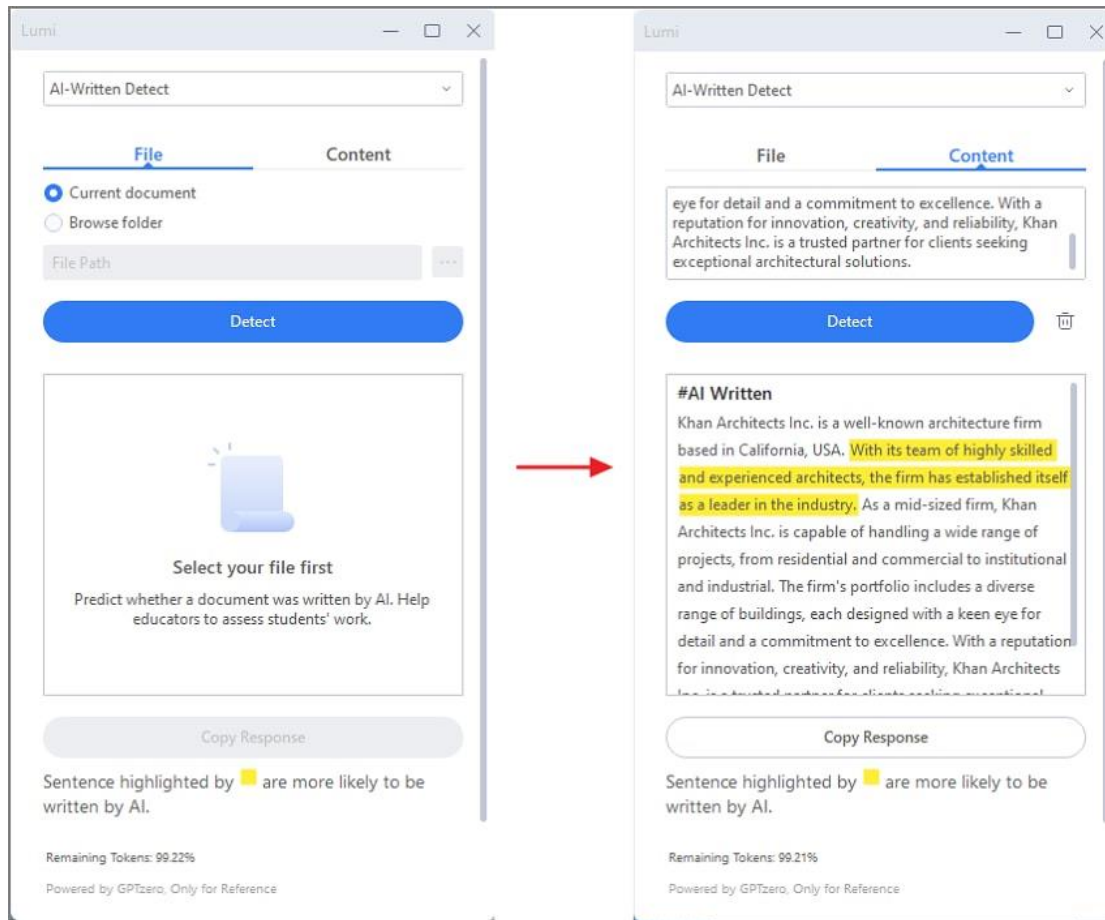 Lumi
AI-Written Detect
File Content
Current document
Browse folder
File Path
Detect
Select your file first
Predict whether a document was written by AI. Help
educators to assess students' work.
Copy Response
Sentence highlighted by are more likely to be
written by AI.
Remaining Tokens: 99.22%
Powered by GPTzero, Only for Reference
Lumi
AI-Written Detect
File Content
eye for detail and a commitment to excellence. With a
reputation for innovation, creativity, and reliability, Khan
Architects Inc. is a trusted partner for clients seeking
exceptional architectural solutions.
Detect
#AI Written
Khan Architects Inc. is a well-known architecture firm
based in California, USA. With its team of highly skilled
and experienced architects, the firm has established itself
as a leader in the industry. As a mid-sized firm, Khan
Architects Inc. is capable of handling a wide range of
projects, from residential and commercial to institutional
and industrial. The firm's portfolio includes a diverse
range of buildings, each designed with a keen eye for
detail and a commitment to excellence. With a reputation
for innovation, creativity, and reliability, Khan Architects
Inc. is a trusted partner for clients seeking exceptional
Copy Response
Sentence highlighted by are more likely to be
written by AI.
Remaining Tokens: 99.21%
Powered by GPTzero, Only for Reference